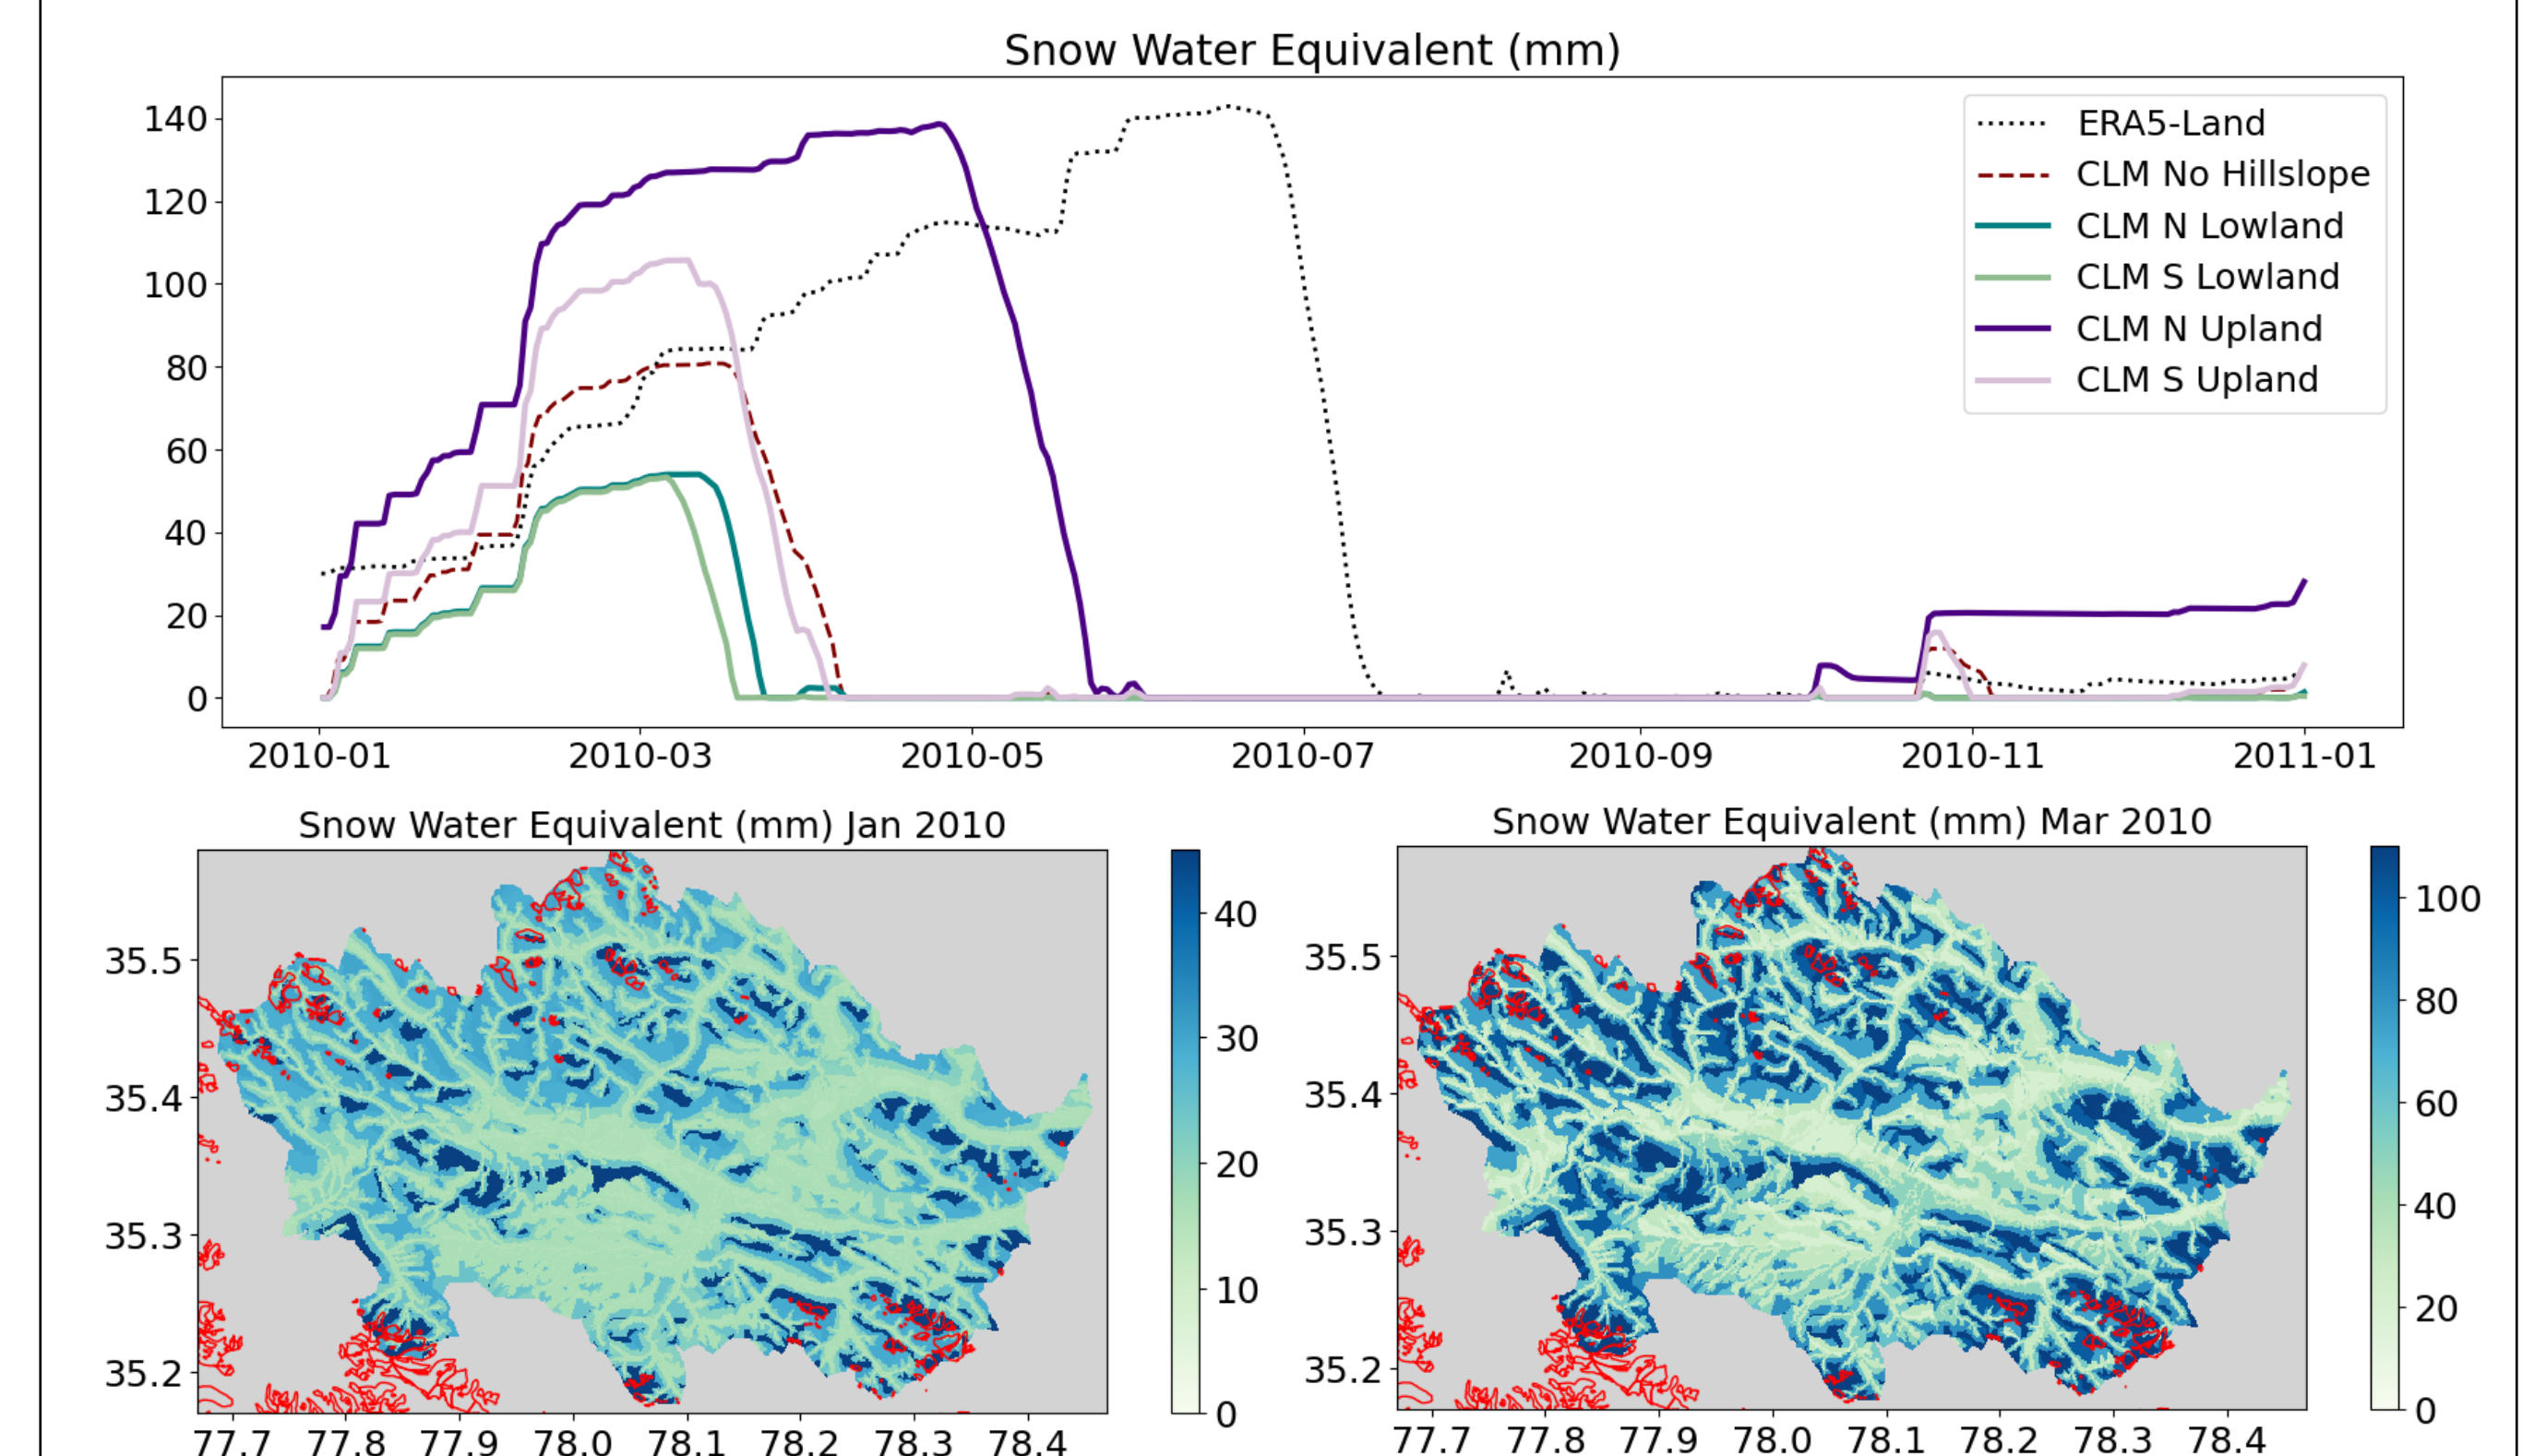 Snow Water Equivalent (mm)
140
120
100
80
60
40
20
0
ERA5-Land
CLM No Hillslope
CLM N Lowland
CLM S Lowland
CLM N Upland
CLM S Upland
2010-01 2010-03 2010-05 2010-07 2010-09 2010-11 2011-01
Snow Water Equivalent (mm) Jan 2010
35.5
35.4
35.3
35.2
77.7 77.8 77.9 78.0 78.1 78.2 78.3 78.4
40
30
20
10
0
Snow Water Equivalent (mm) Mar 2010
35.5
35.4
35.3
35.2
77.7 77.8 77.9 78.0 78.1 78.2 78.3 78.4
100
80
60
40
20
0